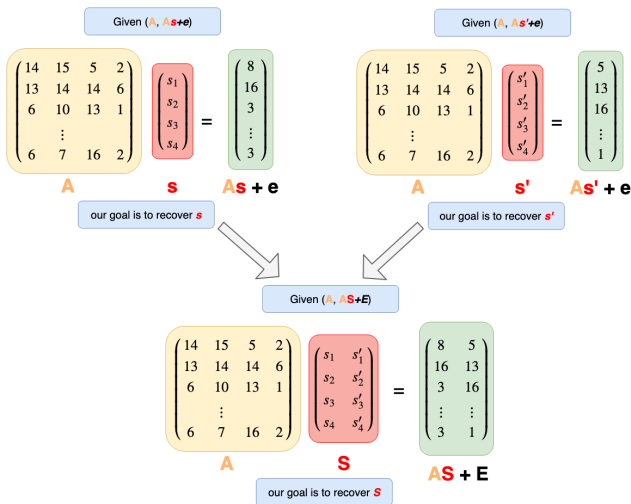 Given (A, As+e)
14 15 5 2
13 14 14 6
6 10 13 1
⋮
6 7 16 2
s₁
s₂
s₃
s₄
=
8
16
3
⋮
3
A
s
As + e
our goal is to recover s
Given (A, As'+e)
14 15 5 2
13 14 14 6
6 10 13 1
⋮
6 7 16 2
s′₁
s′₂
s′₃
s′₄
=
5
13
16
⋮
1
A
s'
As' + e
our goal is to recover s'
Given (A, AS+E)
14 15 5 2
13 14 14 6
6 10 13 1
⋮
6 7 16 2
s₁ s′₁
s₂ s′₂
s₃ s′₃
s₄ s′₄
=
8 5
16 13
3 16
⋮ ⋮
3 1
A
S
AS + E
our goal is to recover S